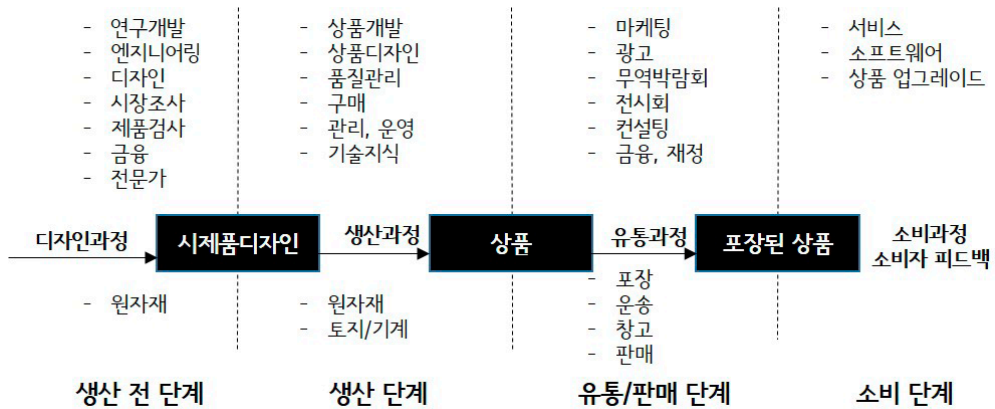 - 연구개발
- 엔지니어링
- 디자인
- 시장조사
- 제품검사
- 금융
- 전문가
- 상품개발
- 상품디자인
- 품질관리
- 구매
- 관리, 운영
- 기술지식
- 마케팅
- 광고
- 무역박람회
- 전시회
- 컨설팅
- 금융, 재정
- 서비스
- 소프트웨어
- 상품 업그레이드
디자인과정
시제품디자인
생산과정
상품
유통과정
포장된 상품
소비과정
소비자 피드백
- 원자재
- 원자재
- 토지/기계
- 포장
- 운송
- 창고
- 판매
생산 전 단계
생산 단계
유통/판매 단계
소비 단계